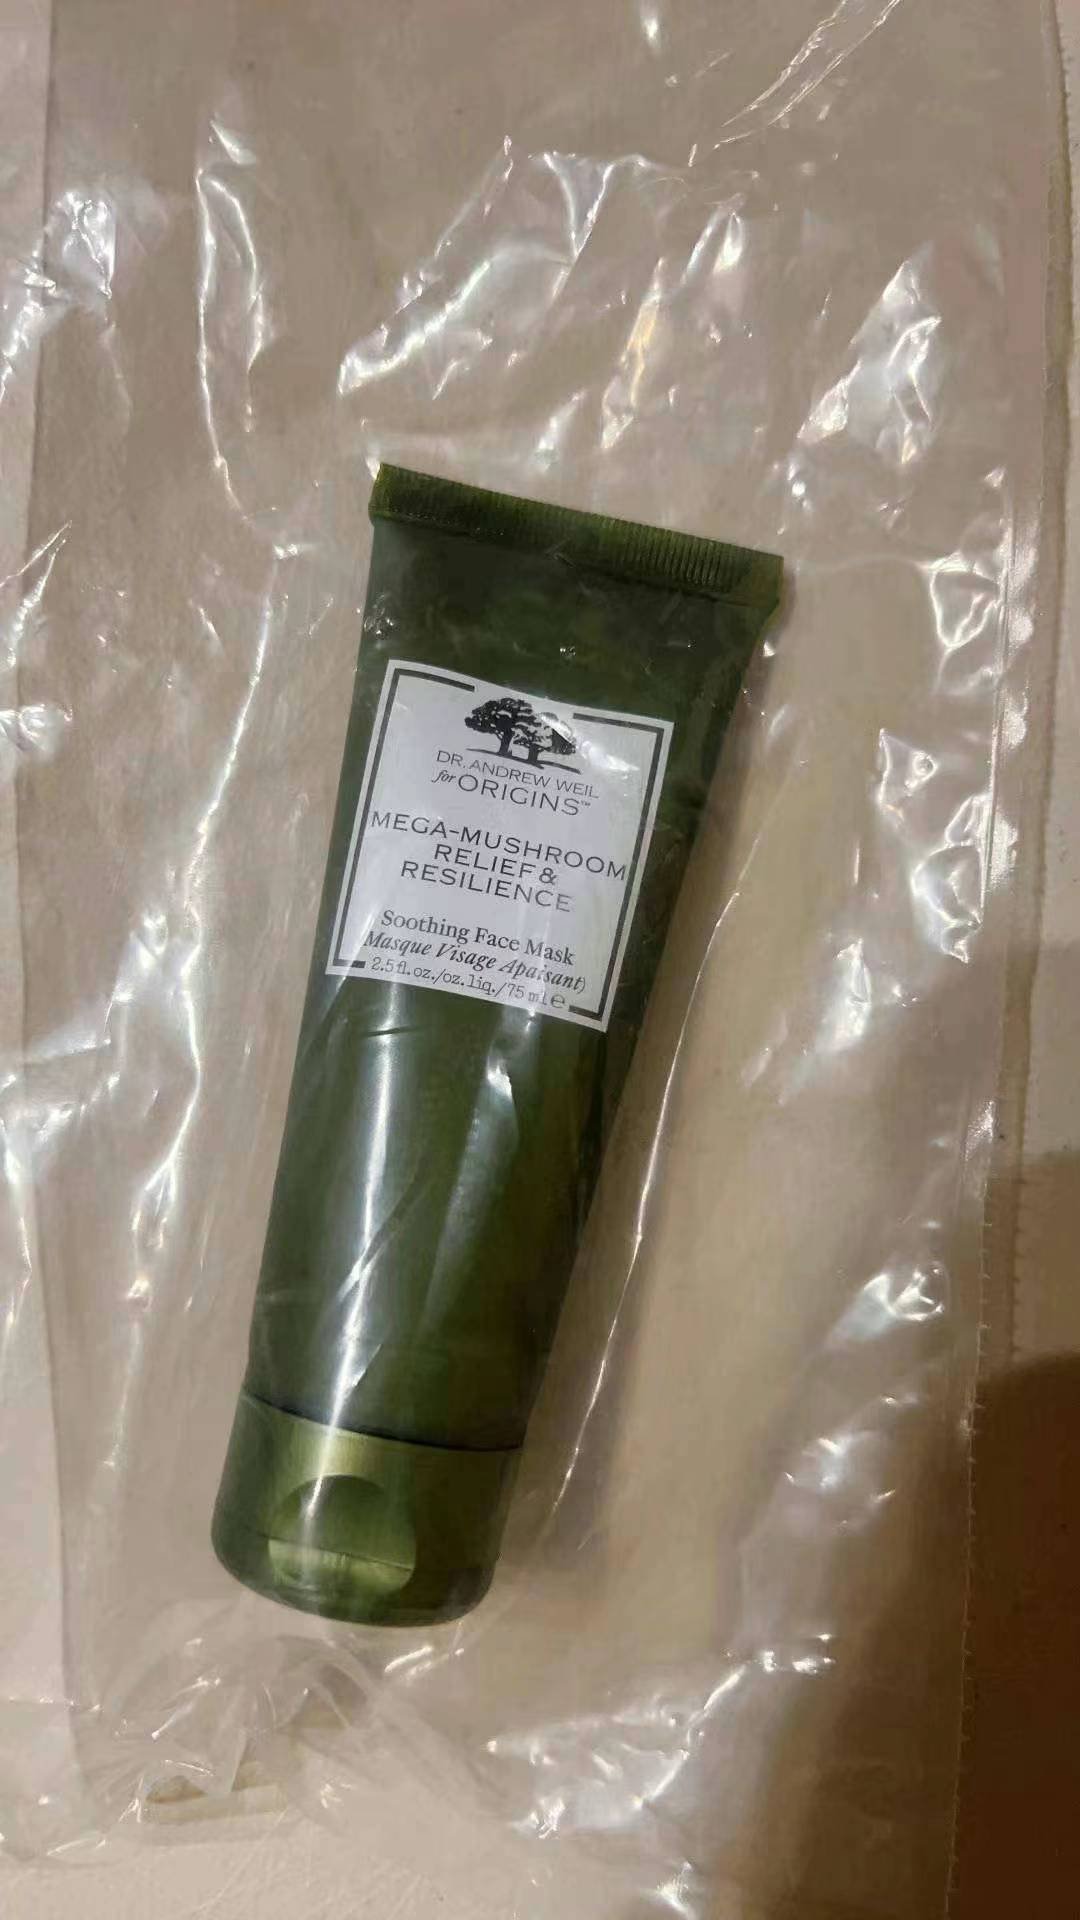 DR. ANDREW WEIL
for ORIGINS™
MEGA-MUSHROOM
RELIEF &
RESILIENCE
Soothing Face Mask
Masque Visage Apaisant)
2.5 fl. oz./oz. liq./75 ml e